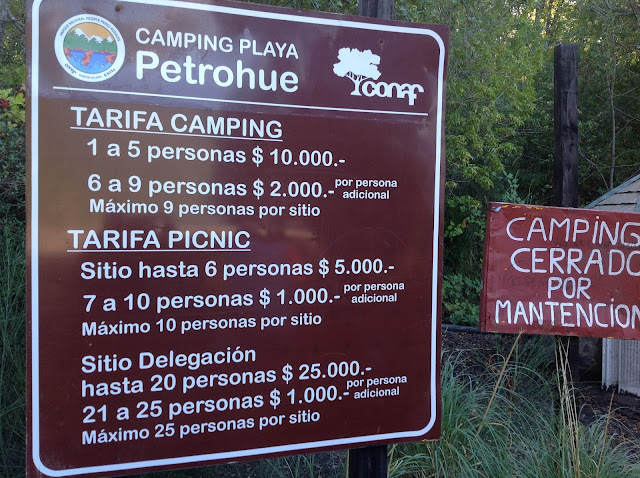 CAMPING PLAYA
Petrohue
conaf
TARIFA CAMPING
1 a 5 personas $ 10.000.-
6 a 9 personas $ 2.000.- por persona adicional
Máximo 9 personas por sitio
TARIFA PICNIC
Sitio hasta 6 personas $ 5.000.-
7 a 10 personas $ 1.000.- por persona adicional
Máximo 10 personas por sitio
Sitio Delegación
hasta 20 personas $ 25.000.-
21 a 25 personas $ 1.000.- por persona adicional
Máximo 25 personas por sitio
CAMPING
CERRADO
POR
MANTENCION